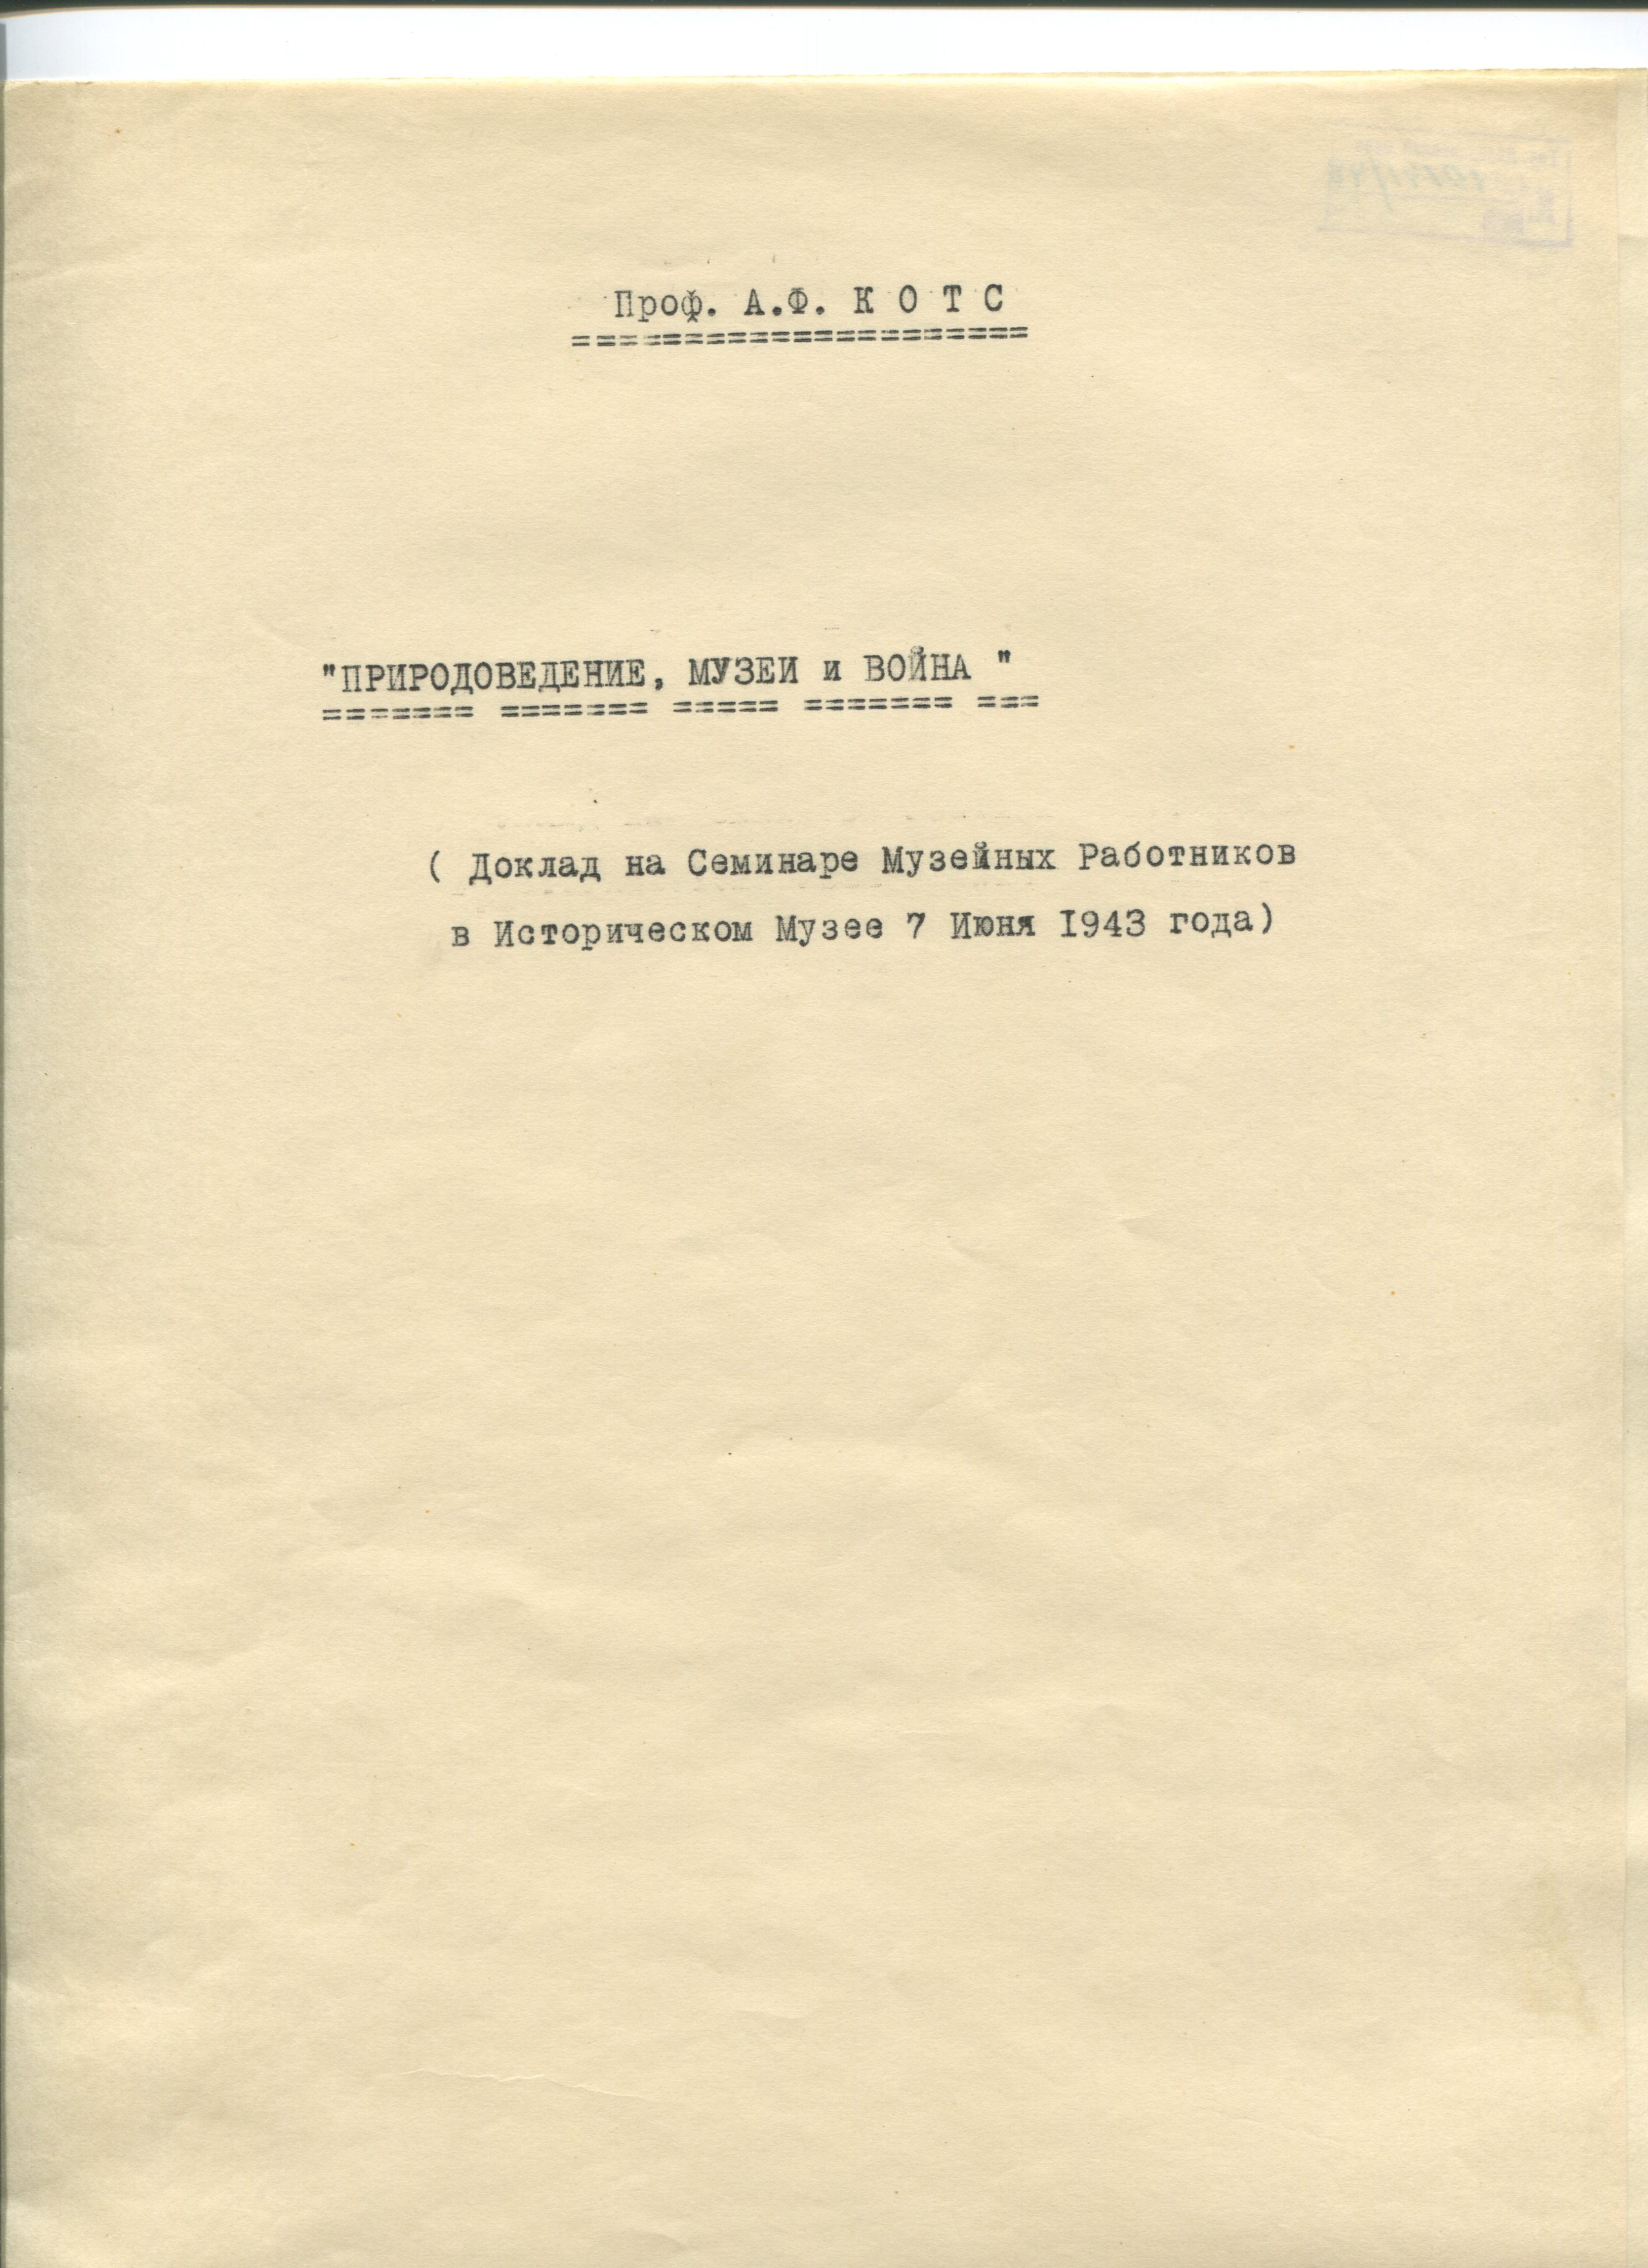 Проф. А.Ф. К О Т С
=====================
"ПРИРОДОВЕДЕНИЕ, МУЗЕИ и ВОЙНА "
======= ======= ===== ======= ===
( Доклад на Семинаре Музейных Работников
в Историческом Музее 7 Июня 1943 года)